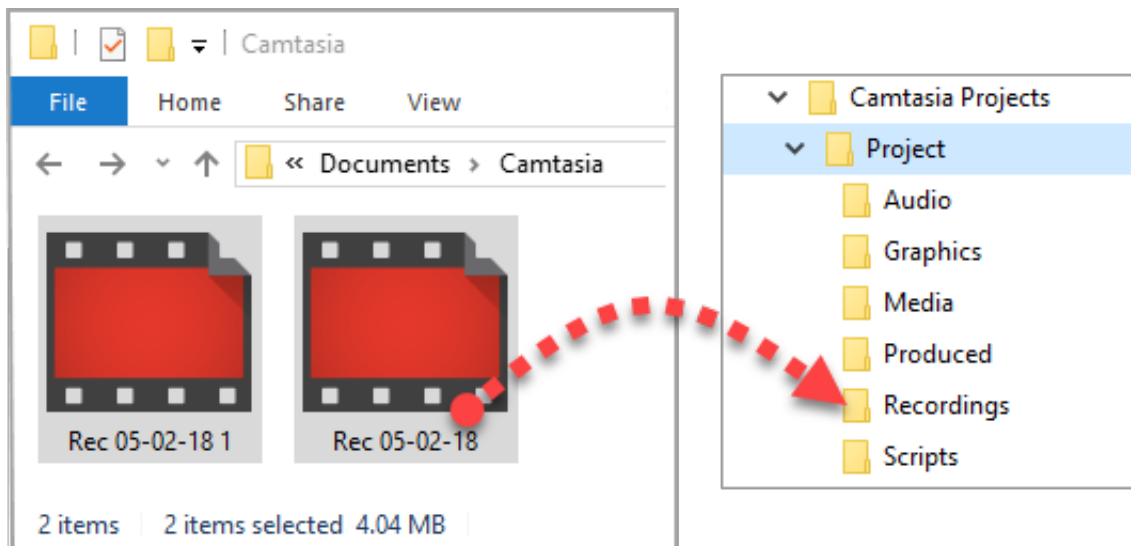 Camtasia
File Home Share View
« Documents > Camtasia
Rec 05-02-18 1 Rec 05-02-18
2 items 2 items selected 4.04 MB
Camtasia Projects
Project
Audio
Graphics
Media
Produced
Recordings
Scripts